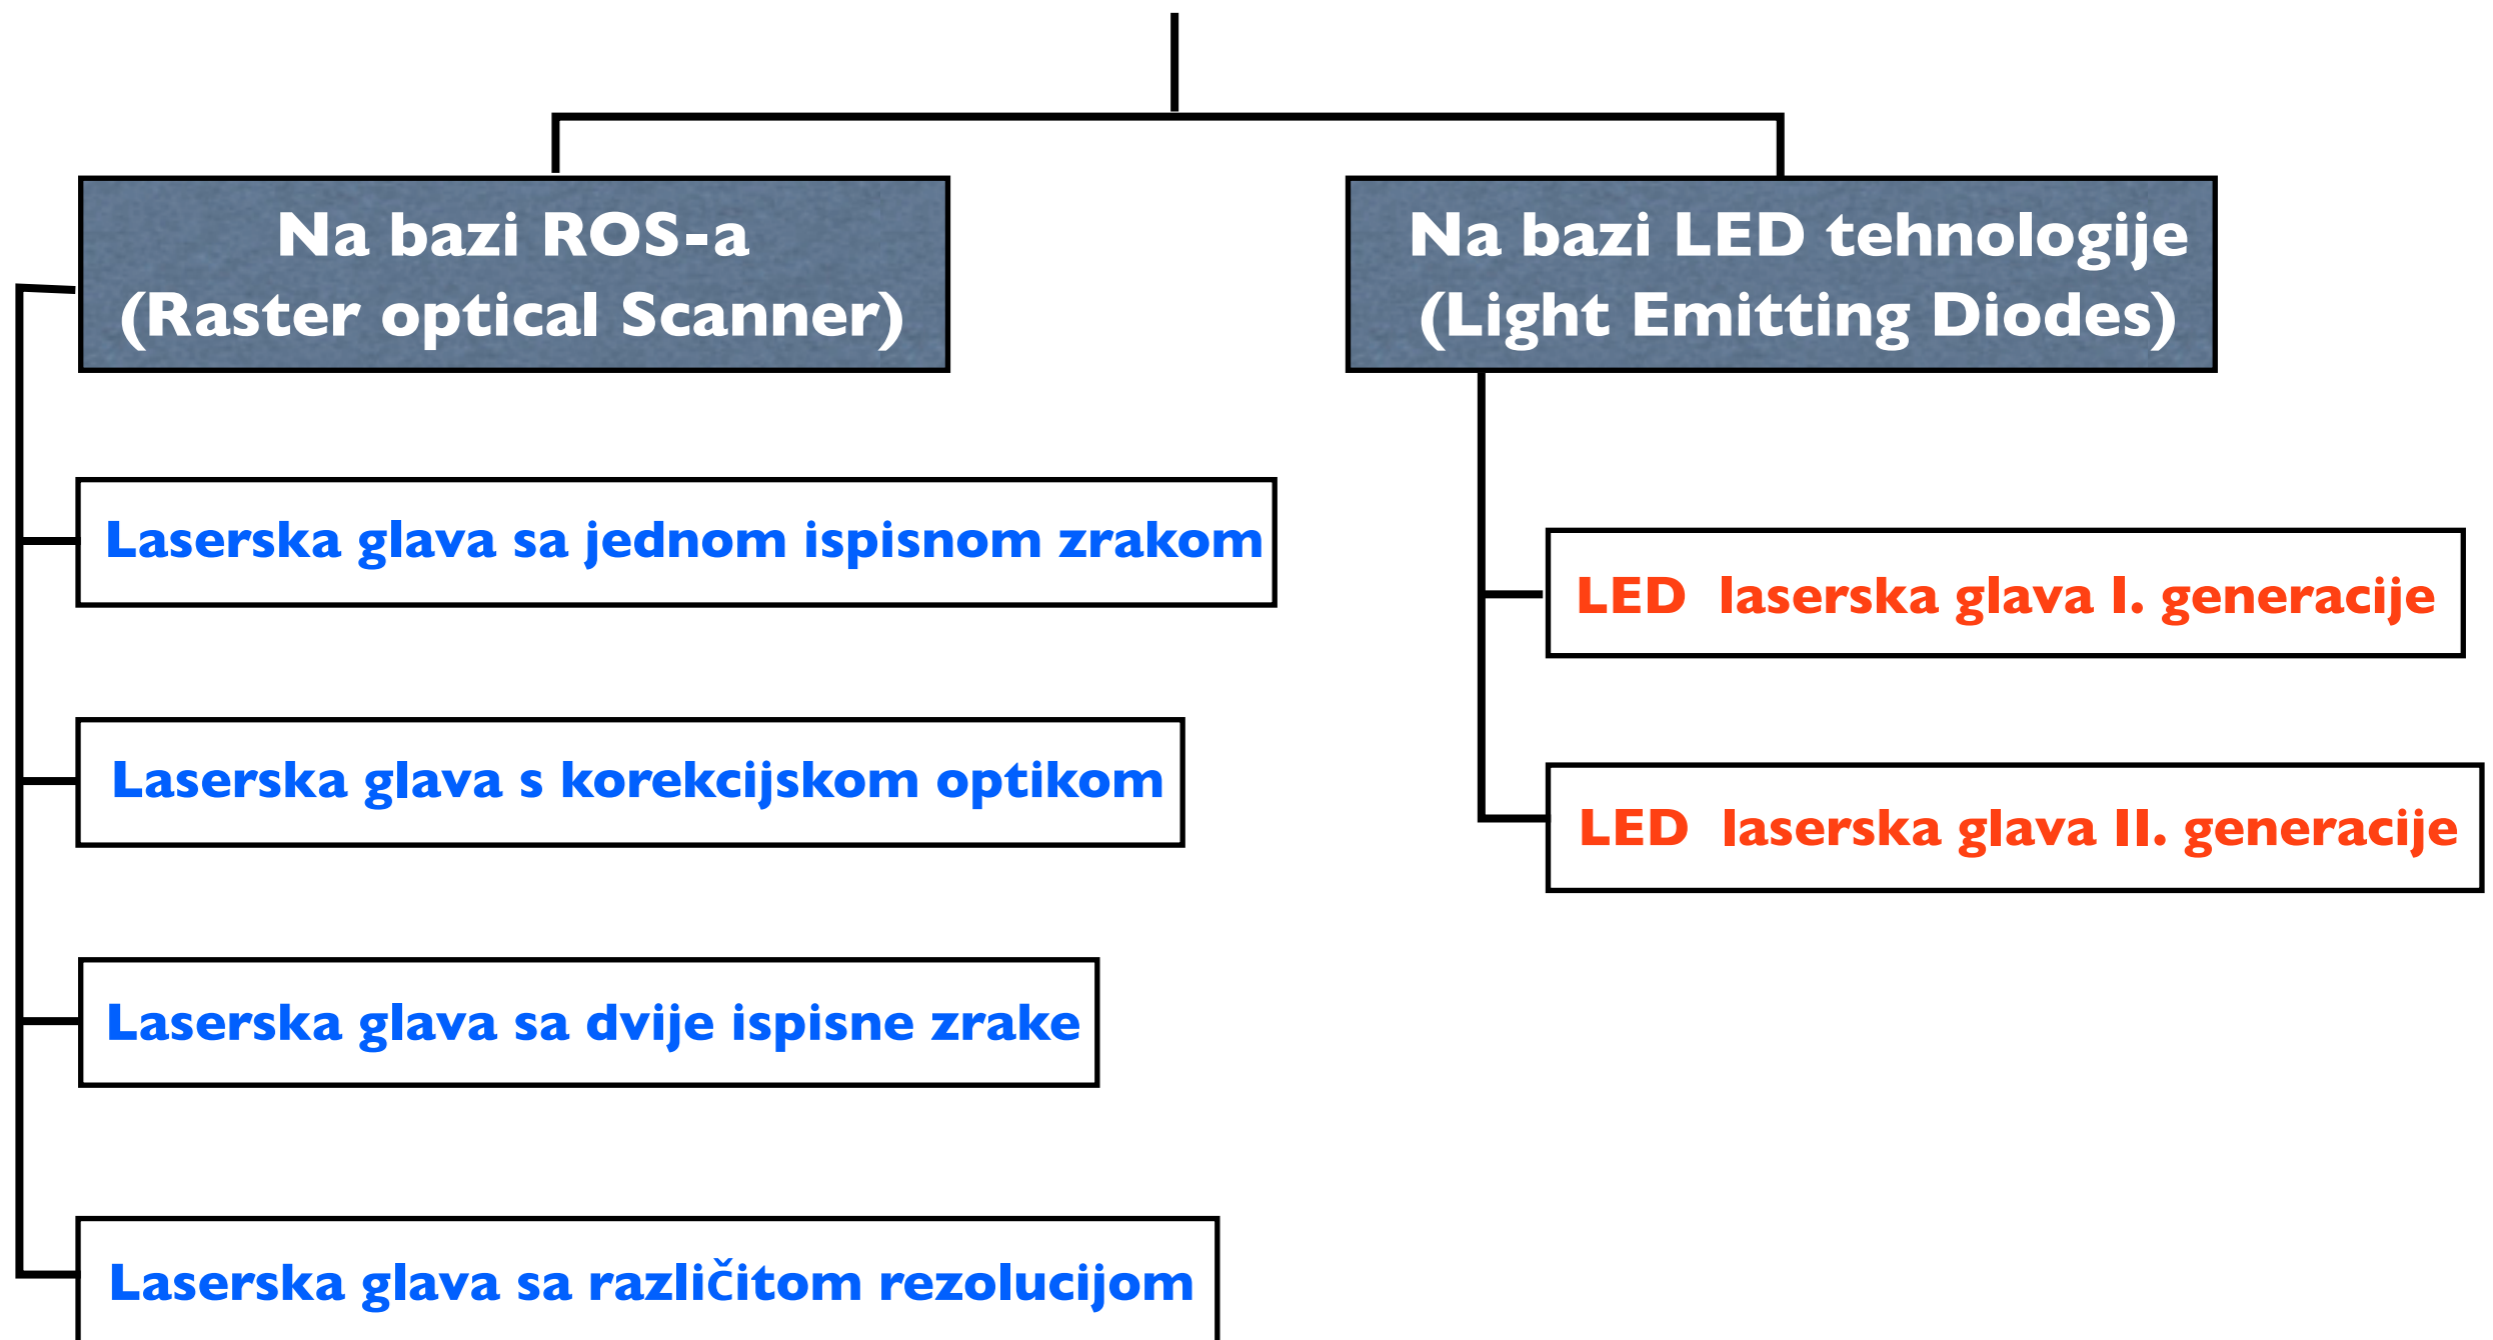 Na bazi ROS-a
(Raster optical Scanner)
Na bazi LED tehnologije
(Light Emitting Diodes)
Laserska glava sa jednom ispisnom zrakom
Laserska glava s korekcijskom optikom
Laserska glava sa dvije ispisne zrake
Laserska glava sa različitom rezolucijom
LED laserska glava I. generacije
LED laserska glava II. generacije